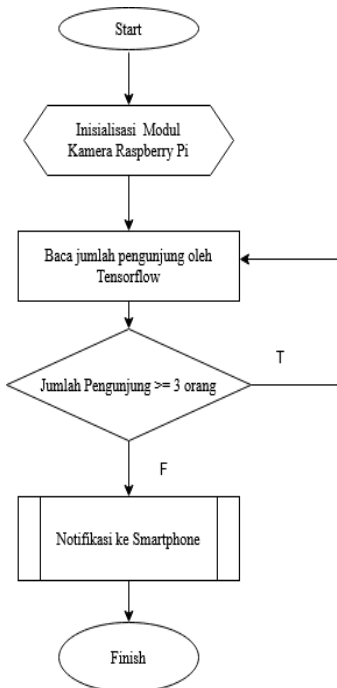 Start
Inisialisasi Modul
Kamera Raspberry Pi
Baca jumlah pengunjung oleh
Tensorflow
Jumlah Pengunjung >= 3 orang
T
F
Notifikasi ke Smartphone
Finish